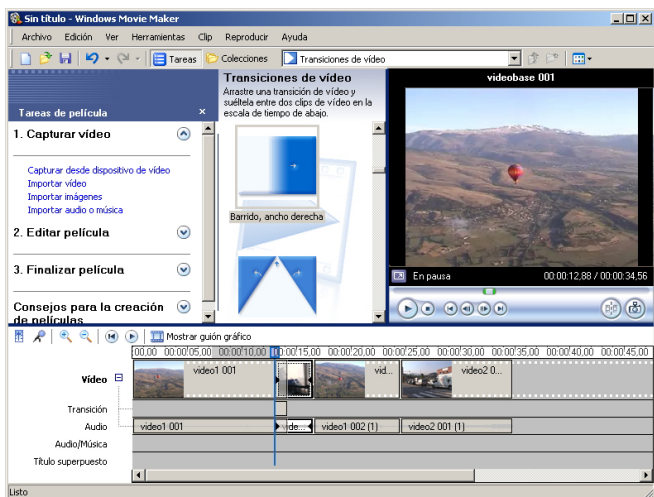 Sin título - Windows Movie Maker
Archivo Edición Ver Herramientas Clip Reproducir Ayuda
Tareas Colecciones Transiciones de vídeo
Tareas de película
1. Capturar vídeo
Capturar desde dispositivo de vídeo
Importar vídeo
Importar imágenes
Importar audio o música
2. Editar película
3. Finalizar película
Consejos para la creación
de películas
Transiciones de vídeo
Arrastre una transición de vídeo y
suéltela entre dos clips de vídeo en la
escala de tiempo de abajo.
Barrido, ancho derecha
videobase 001
En pausa 00:00:12,88 / 00:00:34,56
Mostrar guión gráfico
00,00 00:00:05,00 00:00:10,00 0:00:15,00 00:00:20,00 00:00:25,00 00:00:30,00 00:00:35,00 00:00:40,00 00:00:45,00
Vídeo video1 001 vid... video2 0...
Transición
Audio video1 001 vide... video1 002 (1) video2 001 (1)
Audio/Música
Título superpuesto
Listo